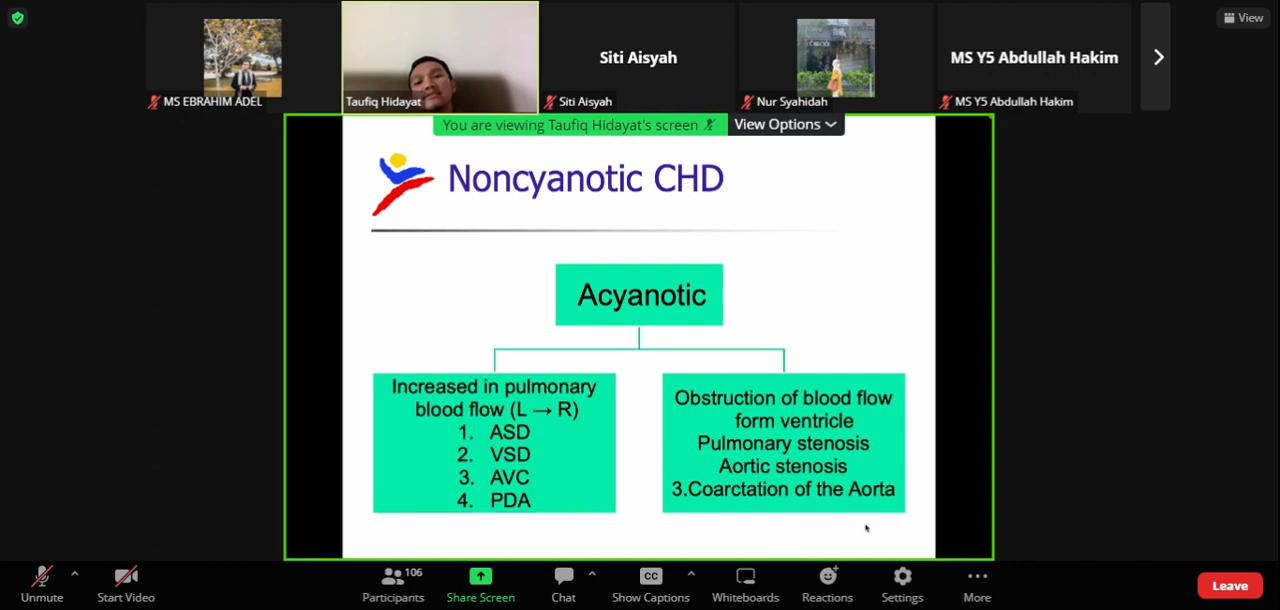 View
MS EBRAHIM ADEL
Taufiq Hidayat
Siti Aisyah
Siti Aisyah
Nur Syahidah
MS Y5 Abdullah Hakim
MS Y5 Abdullah Hakim
You are viewing Taufiq Hidayat's screen
View Options
Noncyanotic CHD
Acyanotic
Increased in pulmonary
blood flow (L → R)
1. ASD
2. VSD
3. AVC
4. PDA
Obstruction of blood flow
form ventricle
Pulmonary stenosis
Aortic stenosis
3.Coarctation of the Aorta
Unmute
Start Video
106
Participants
Share Screen
Chat
CC
Show Captions
Whiteboards
Reactions
Settings
More
Leave